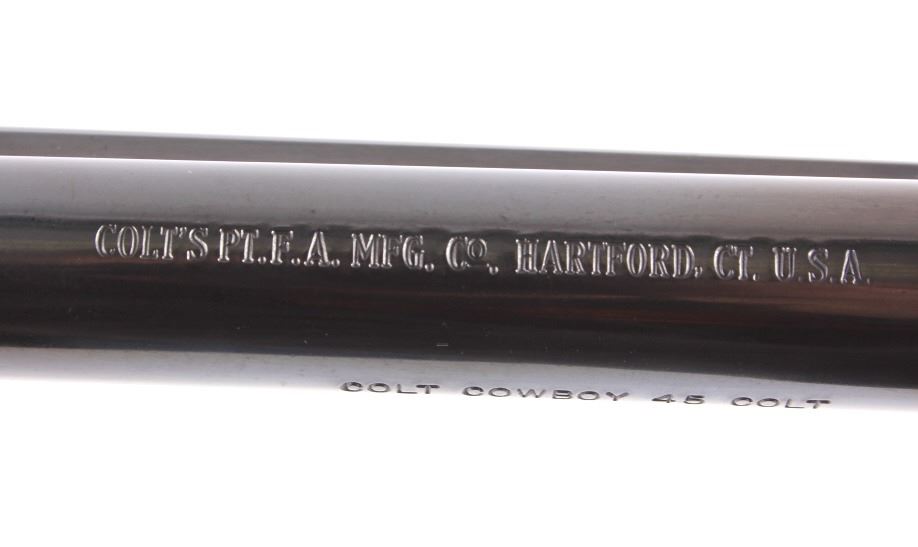 COLT'S PT. F. A. MFG. Co. HARTFORD, CT. U.S.A.
COLT COWBOY 45 COLT